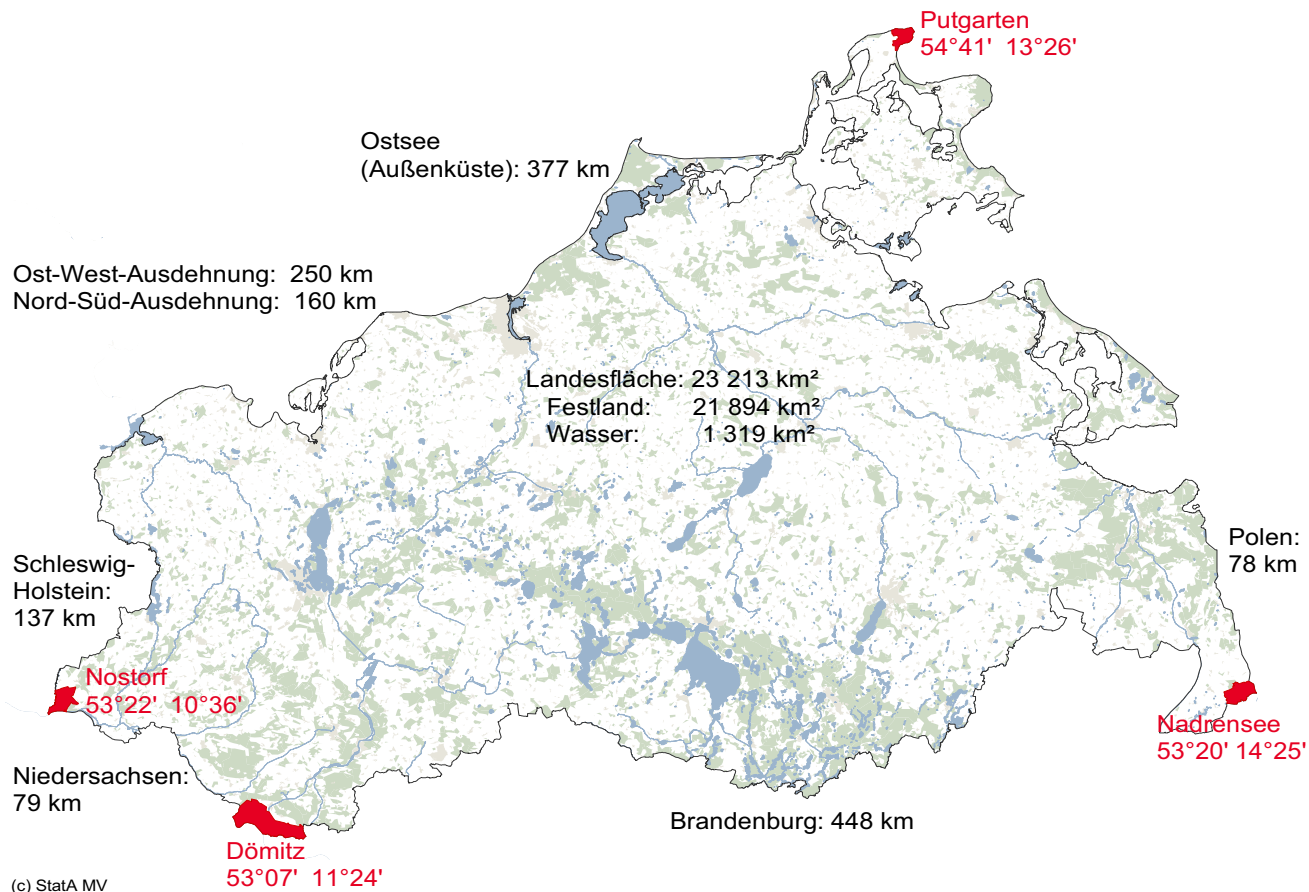 Putgarten
54°41' 13°26'
Ostsee
(Außenküste): 377 km
Ost-West-Ausdehnung: 250 km
Nord-Süd-Ausdehnung: 160 km
Landesfläche: 23 213 km²
Festland: 21 894 km²
Wasser: 1 319 km²
Polen:
78 km
Schleswig-
Holstein:
137 km
Nostorf
53°22' 10°36'
Nadrensee
53°20' 14°25'
Niedersachsen:
79 km
Brandenburg: 448 km
Dömitz
53°07' 11°24'
(c) StatA MV